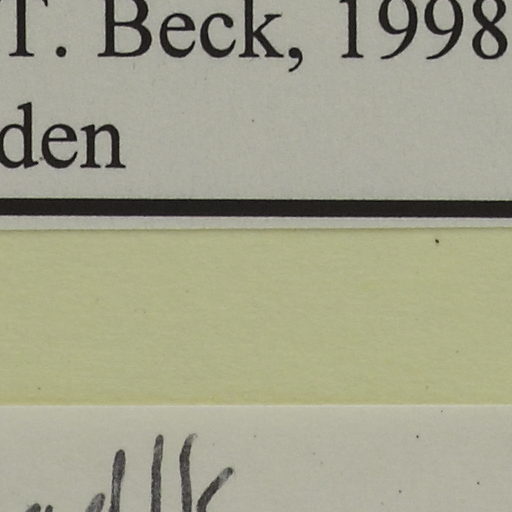 T. Beck, 1998
den